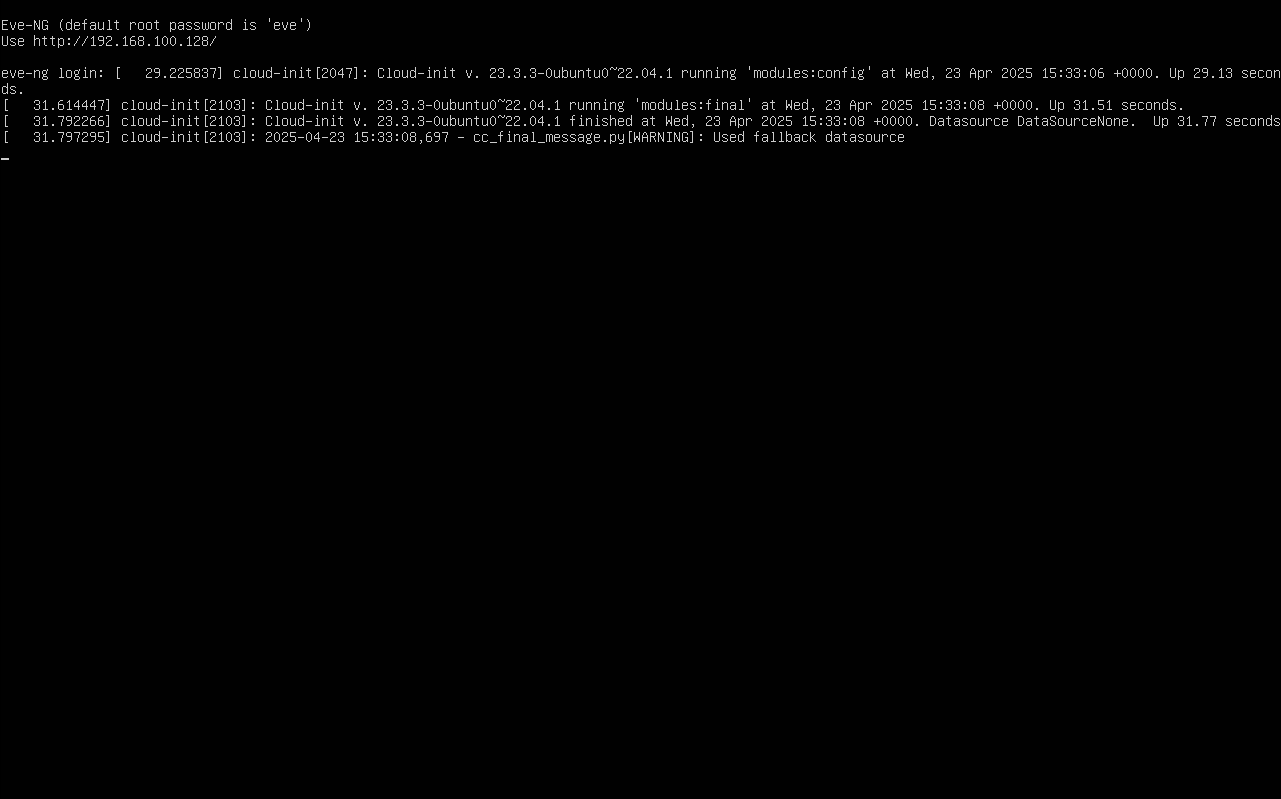 Eve-NG (default root password is 'eve')
Use http://192.168.100.128/
eve-ng login: [   29.225837] cloud-init[2047]: Cloud-init v. 23.3.3-0ubuntu0~22.04.1 running 'modules:config' at Wed, 23 Apr 2025 15:33:06 +0000. Up 29.13 secon
ds.
[   31.614447] cloud-init[2103]: Cloud-init v. 23.3.3-0ubuntu0~22.04.1 running 'modules:final' at Wed, 23 Apr 2025 15:33:08 +0000. Up 31.51 seconds.
[   31.792266] cloud-init[2103]: Cloud-init v. 23.3.3-0ubuntu0~22.04.1 finished at Wed, 23 Apr 2025 15:33:08 +0000. Datasource DataSourceNone.  Up 31.77 seconds
[   31.797295] cloud-init[2103]: 2025-04-23 15:33:08,697 - cc_final_message.py[WARNING]: Used fallback datasource